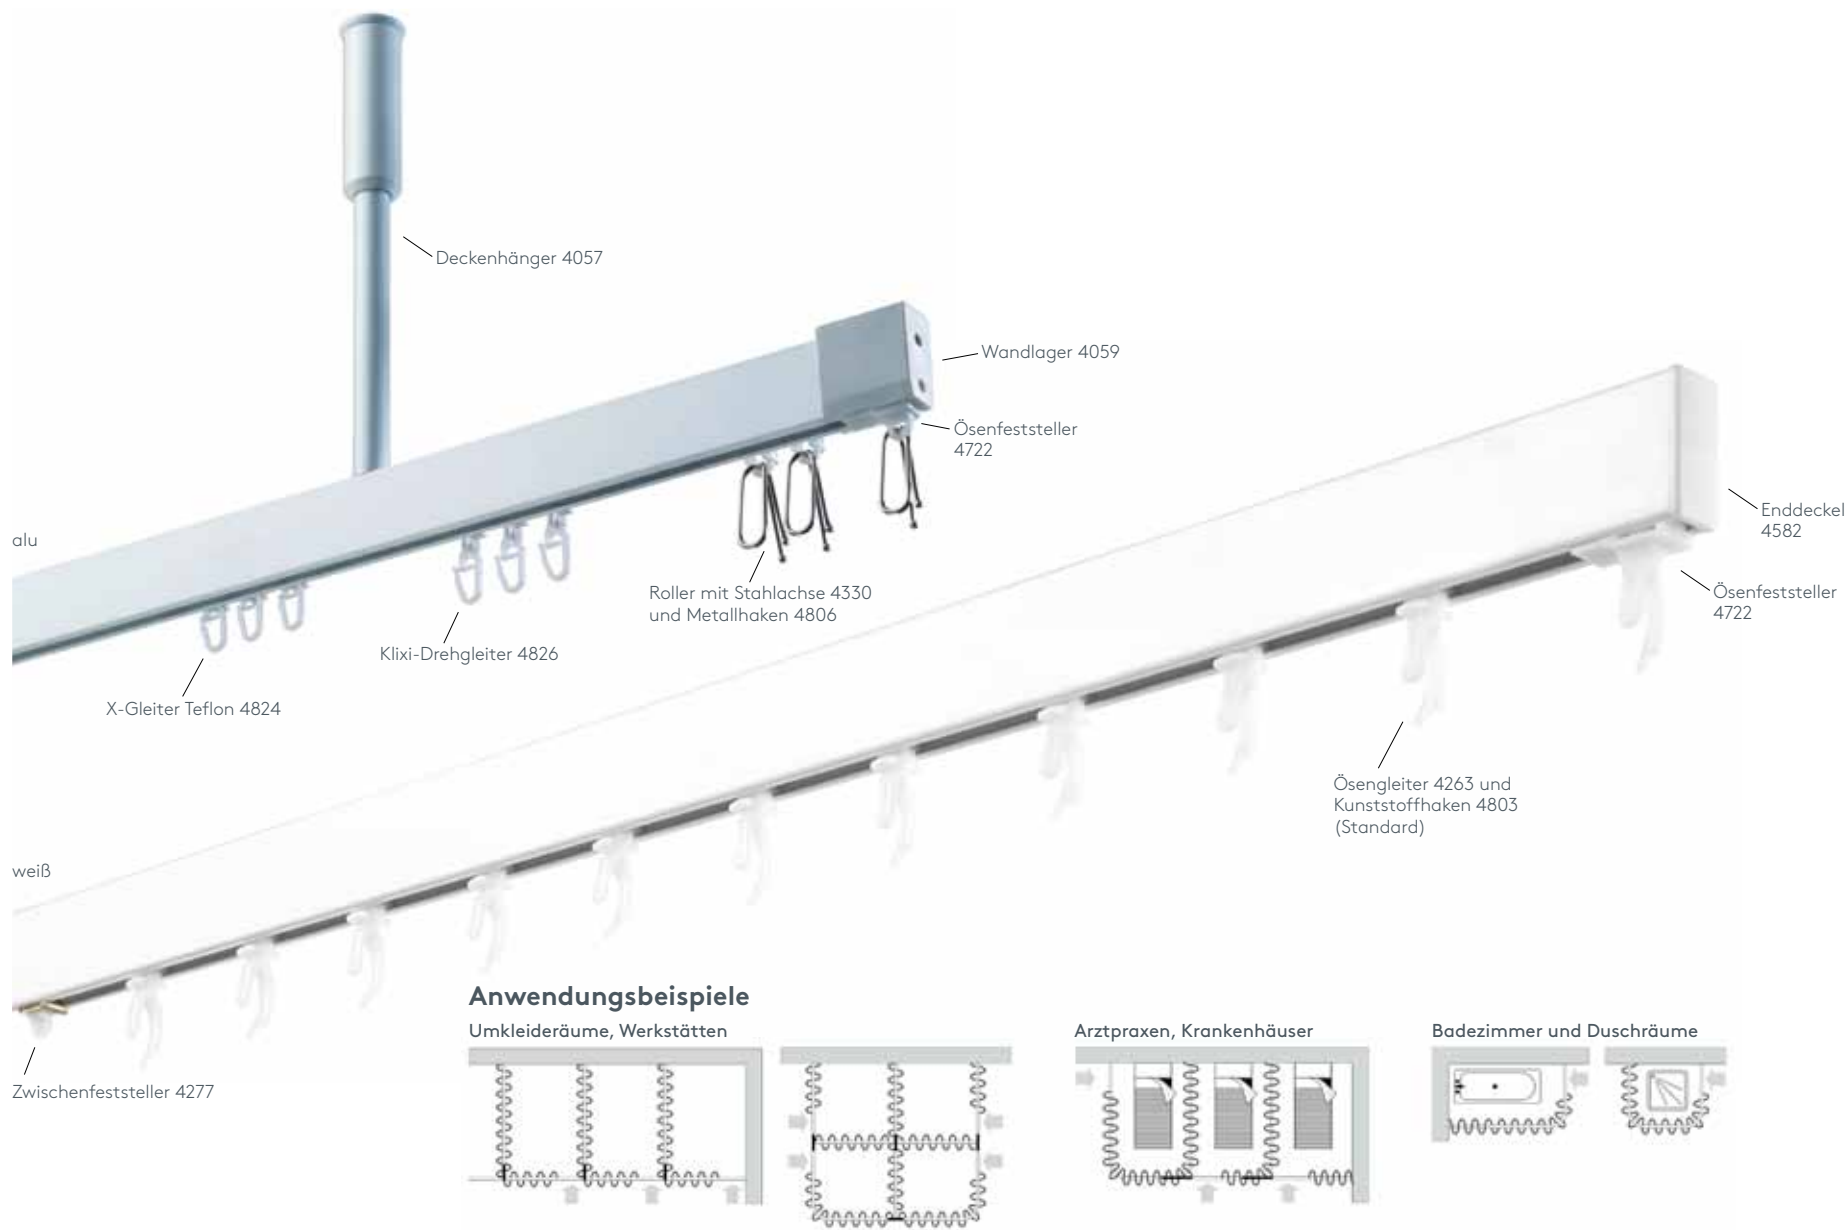 Deckenhänger 4057
Wandlager 4059
Ösenfeststeller
4722
Enddeckel
4582
alu
Ösenfeststeller
4722
Roller mit Stahlachse 4330
und Metallhaken 4806
Klixi-Drehgleiter 4826
X-Gleiter Teflon 4824
Ösengleiter 4263 und
Kunststoffhaken 4803
(Standard)
weiß
Zwischenfeststeller 4277
Anwendungsbeispiele
Umkleideräume, Werkstätten
Arztpraxen, Krankenhäuser
Badezimmer und Duschräume